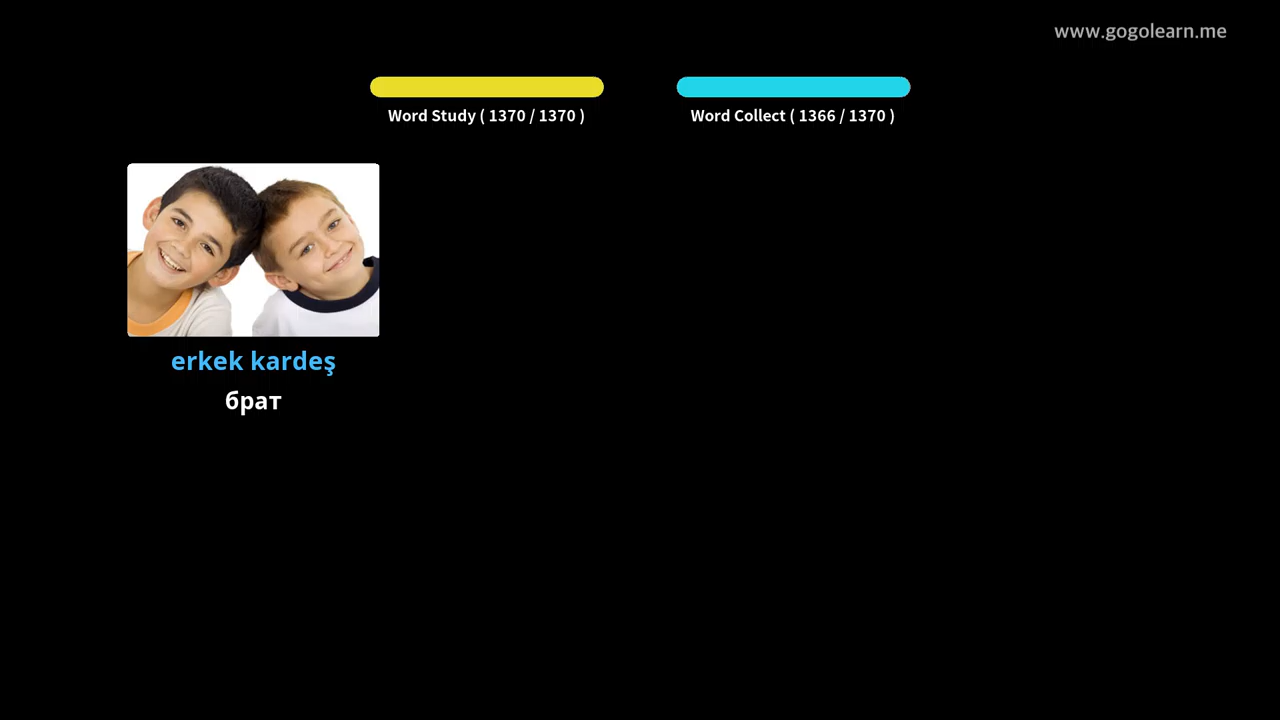 www.gogolearn.me
Word Study ( 1370 / 1370 )
Word Collect ( 1366 / 1370 )
erkek kardeş
брат